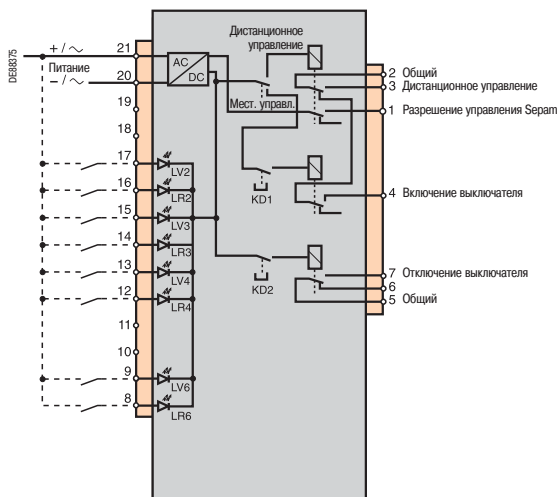 DE88375
+ / ~
Питание
− / ~
21
20
19
18
17
16
15
14
13
12
11
10
9
8
AC
DC
LV2
LR2
LV3
LR3
LV4
LR4
LV6
LR6
Дистанционное
управление
Мест. управл.
KD1
KD2
2 Общий
3 Дистанционное управление
1 Разрешение управления Sepam
4 Включение выключателя
7 Отключение выключателя
6
5 Общий